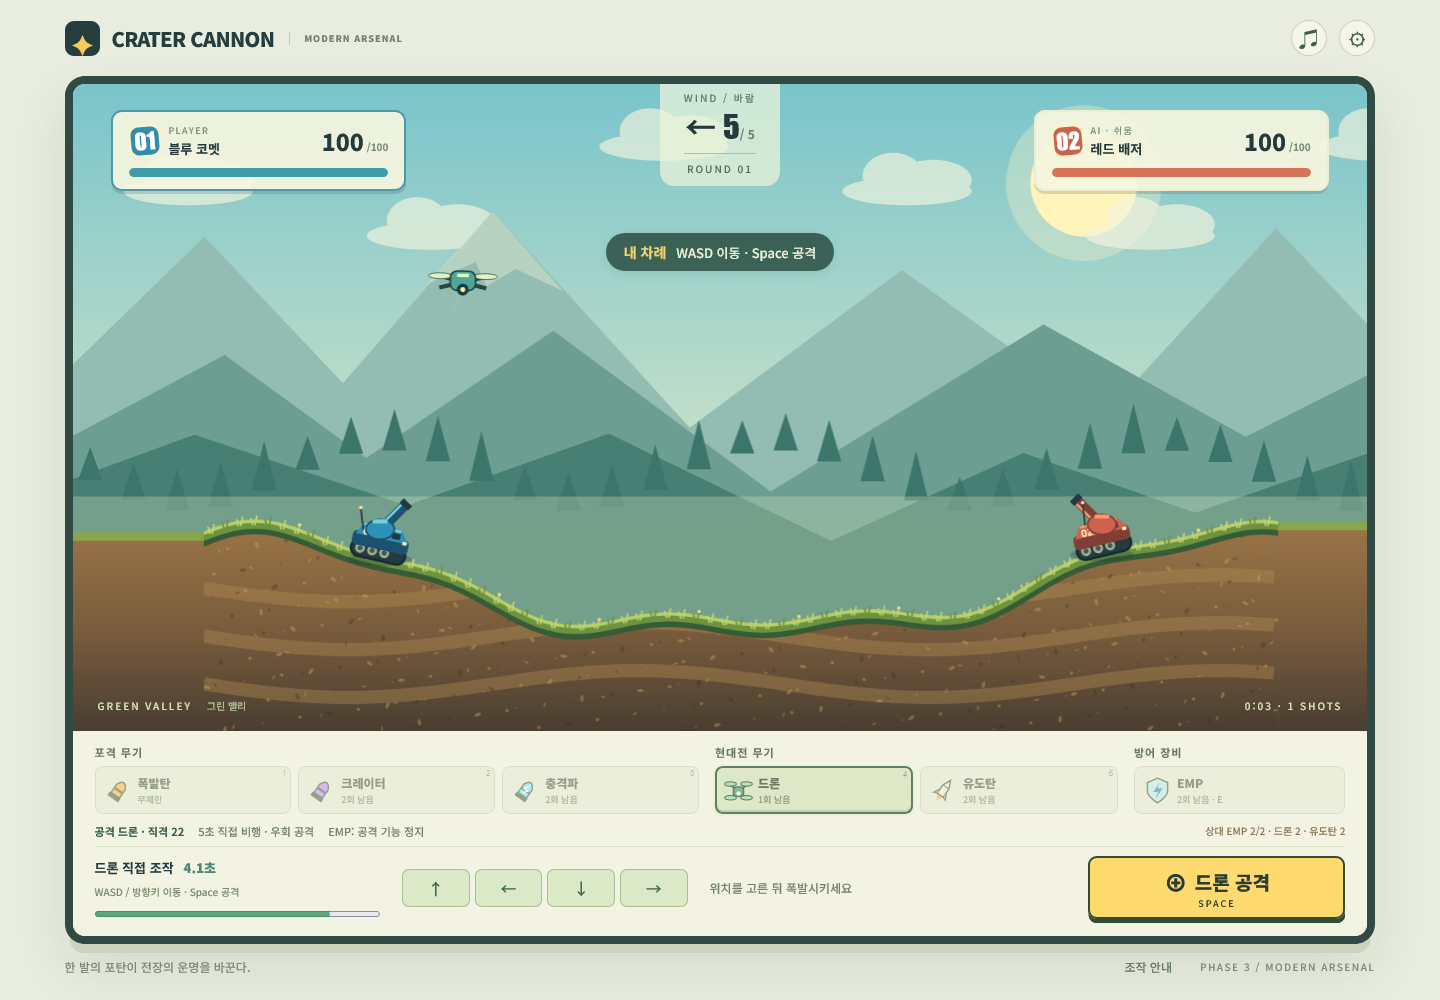 CRATER CANNON
MODERN ARSENAL
01
PLAYER
블루 코멧
100 /100
WIND / 바람
← 5 / 5
ROUND 01
02
AI · 쉬움
레드 배저
100 /100
내 차례 WASD 이동 · Space 공격
GREEN VALLEY 그린 밸리
0:03 · 1 SHOTS
포격 무기
폭발탄
무제한
1
크레이터
2회 남음
2
충격파
2회 남음
3
현대전 무기
드론
1회 남음
4
유도탄
2회 남음
5
방어 장비
EMP
2회 남음 · E
공격 드론 · 직격 22 5초 직접 비행 · 우회 공격 EMP: 공격 기능 정지
상대 EMP 2/2 · 드론 2 · 유도탄 2
드론 직접 조작 4.1초
WASD / 방향키 이동 · Space 공격
↑ ← ↓ →
위치를 고른 뒤 폭발시키세요
드론 공격
SPACE
한 발의 포탄이 전장의 운명을 바꾼다.
조작 안내
PHASE 3 / MODERN ARSENAL